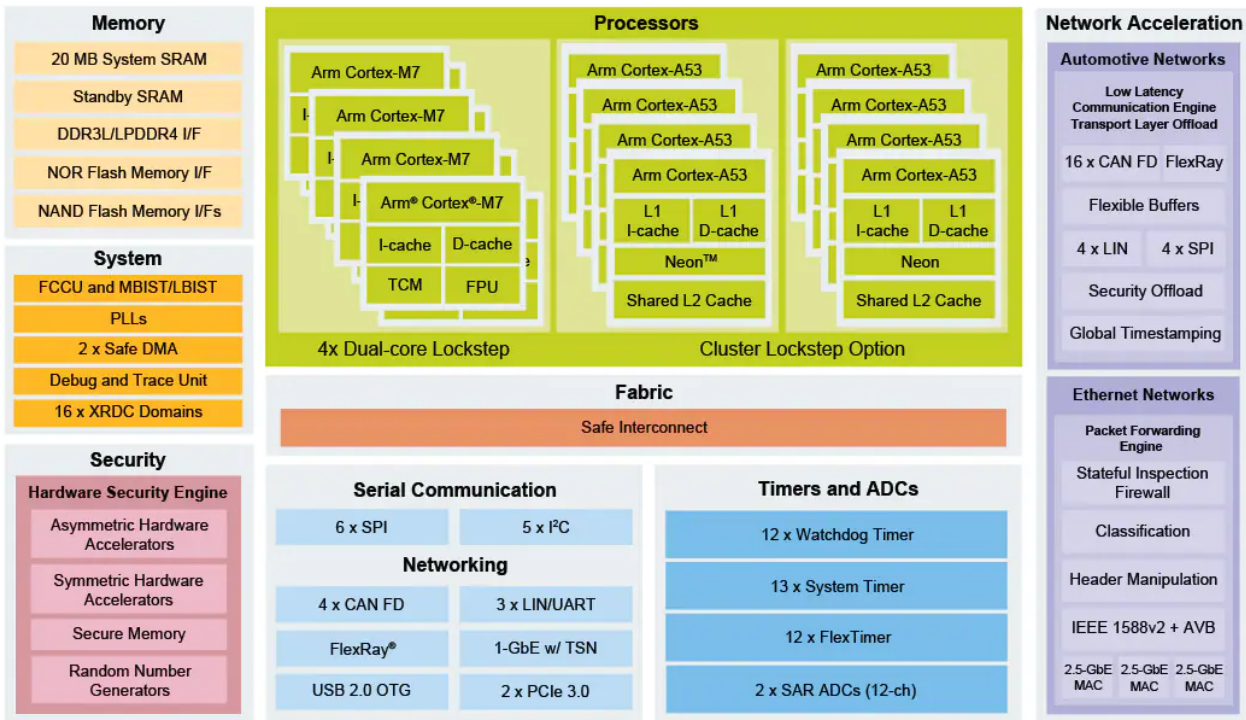 Memory
20 MB System SRAM
Standby SRAM
DDR3L/LPDDR4 I/F
NOR Flash Memory I/F
NAND Flash Memory I/Fs
System
FCCU and MBIST/LBIST
PLLs
2 x Safe DMA
Debug and Trace Unit
16 x XRDC Domains
Security
Hardware Security Engine
Asymmetric Hardware
Accelerators
Symmetric Hardware
Accelerators
Secure Memory
Random Number
Generators
Processors
Arm Cortex-M7
I-
Arm Cortex-M7
I-
Arm Cortex-M7
I-
Arm® Cortex®-M7
I-cache D-cache
e
TCM FPU
4x Dual-core Lockstep
Arm Cortex-A53
Arm Cortex-A53
Arm Cortex-A53
Arm Cortex-A53
L1 L1
I-cache D-cache
Neon™
Shared L2 Cache
Arm Cortex-A53
Arm Cortex-A53
Arm Cortex-A53
Arm Cortex-A53
L1 L1
I-cache D-cache
Neon
Shared L2 Cache
Cluster Lockstep Option
Fabric
Safe Interconnect
Serial Communication
6 x SPI 5 x I²C
Networking
4 x CAN FD 3 x LIN/UART
FlexRay® 1-GbE w/ TSN
USB 2.0 OTG 2 x PCIe 3.0
Timers and ADCs
12 x Watchdog Timer
13 x System Timer
12 x FlexTimer
2 x SAR ADCs (12-ch)
Network Acceleration
Automotive Networks
Low Latency
Communication Engine
Transport Layer Offload
16 x CAN FD FlexRay
Flexible Buffers
4 x LIN 4 x SPI
Security Offload
Global Timestamping
Ethernet Networks
Packet Forwarding
Engine
Stateful Inspection
Firewall
Classification
Header Manipulation
IEEE 1588v2 + AVB
2.5-GbE 2.5-GbE 2.5-GbE
MAC MAC MAC